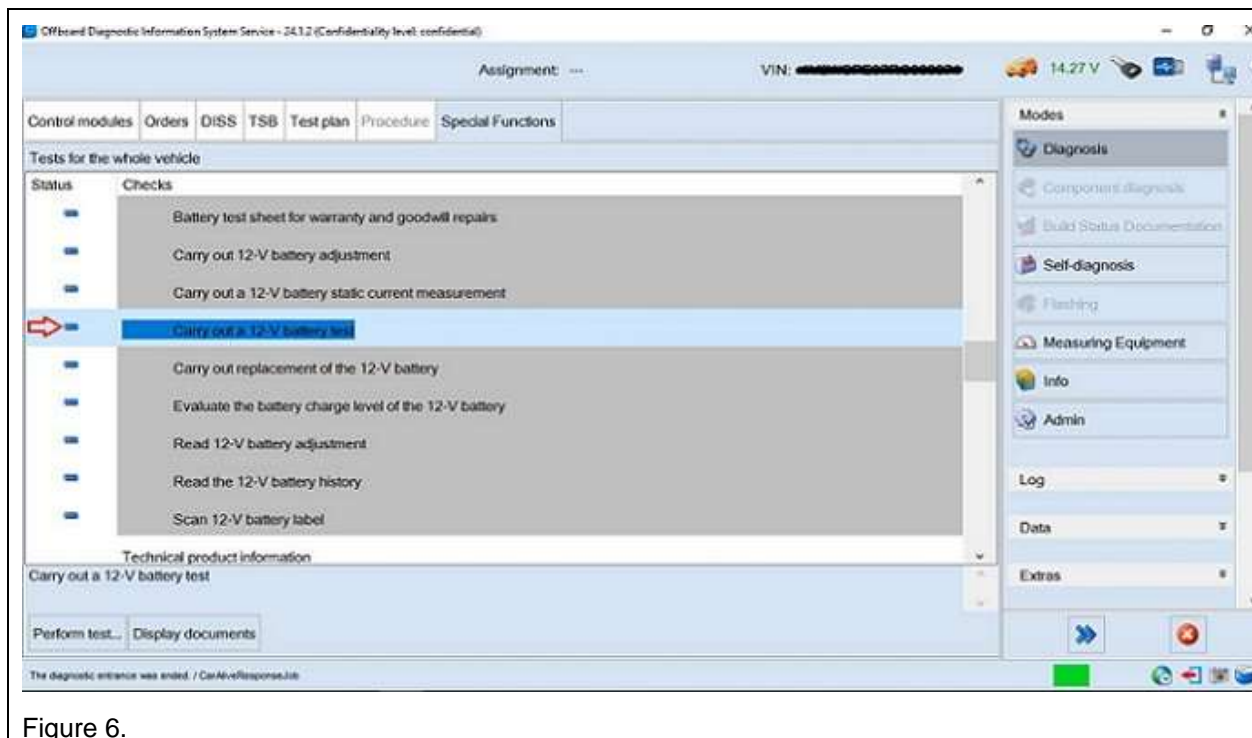 Offboard Diagnostic Information System Service - 24.1.2 (Confidentiality level: confidential)
Assignment: ---
VIN:
14.27 V
Control modules Orders DISS TSB Test plan Procedure Special Functions
Tests for the whole vehicle
Status Checks
Battery test sheet for warranty and goodwill repairs
Carry out 12-V battery adjustment
Carry out a 12-V battery static current measurement
Carry out a 12-V battery test
Carry out replacement of the 12-V battery
Evaluate the battery charge level of the 12-V battery
Read 12-V battery adjustment
Read the 12-V battery history
Scan 12-V battery label
Technical product information
Carry out a 12-V battery test
Perform test... Display documents
The diagnostic entrance was ended. / CarAliveResponseJob
Modes
Diagnosis
Component diagnosis
Build Status Documentation
Self-diagnosis
Flashing
Measuring Equipment
Info
Admin
Log
Data
Extras
Figure 6.